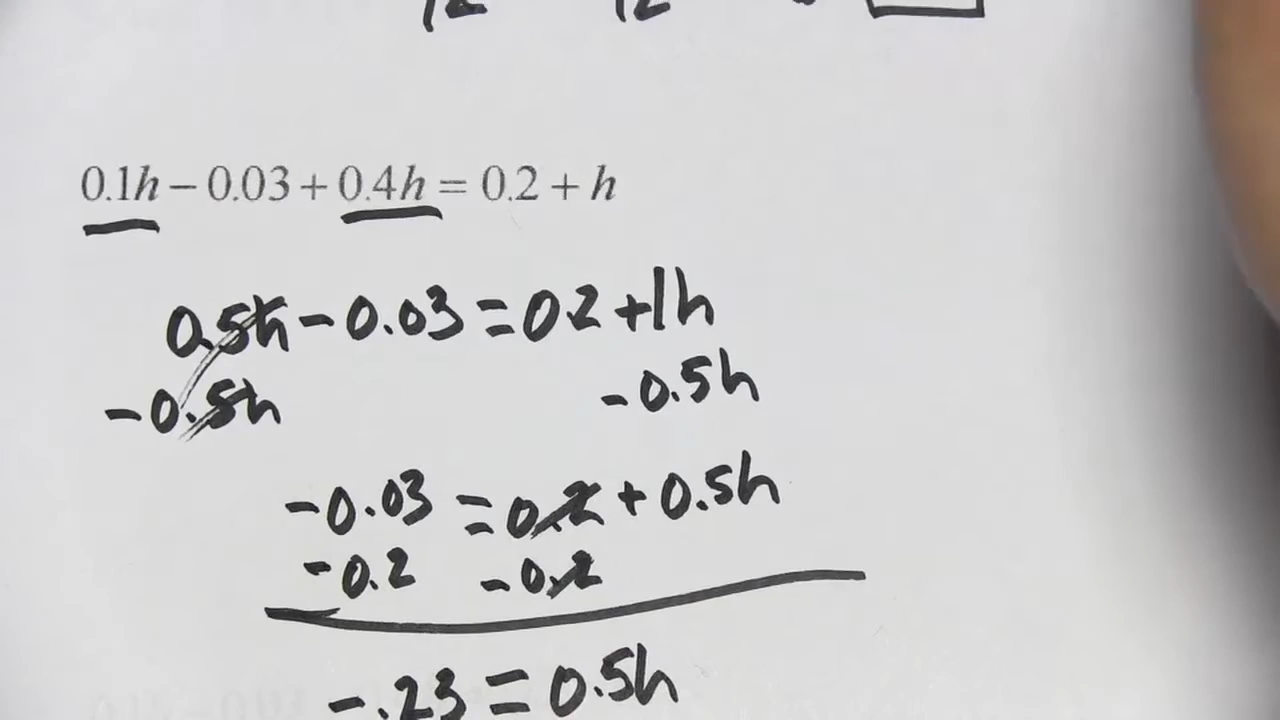 0.1h − 0.03 + 0.4h = 0.2 + h
0.5h - 0.03 = 0.2 + 1h
-0.5h -0.5h
-0.03 = 0.2 + 0.5h
-0.2 -0.2
-.23 = 0.5h